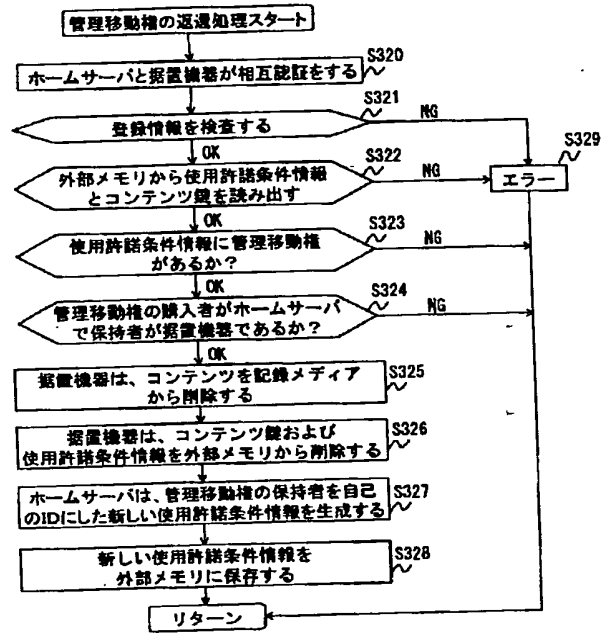 管理移動権の返還処理スタート
S320
ホームサーバと据置機器が相互認証をする
S321
登録情報を検査する
NG
OK
S322
外部メモリから使用許諾条件情報
とコンテンツ鍵を読み出す
NG
S329
エラー
OK
S323
使用許諾条件情報に管理移動権
があるか?
NG
OK
S324
管理移動権の購入者がホームサーバ
で保持者が据置機器であるか?
NG
OK
S325
据置機器は、コンテンツを記録メディア
から削除する
S326
据置機器は、コンテンツ鍵および
使用許諾条件情報を外部メモリから削除する
S327
ホームサーバは、管理移動権の保持者を自己
のIDにした新しい使用許諾条件情報を生成する
S328
新しい使用許諾条件情報を
外部メモリに保存する
リターン